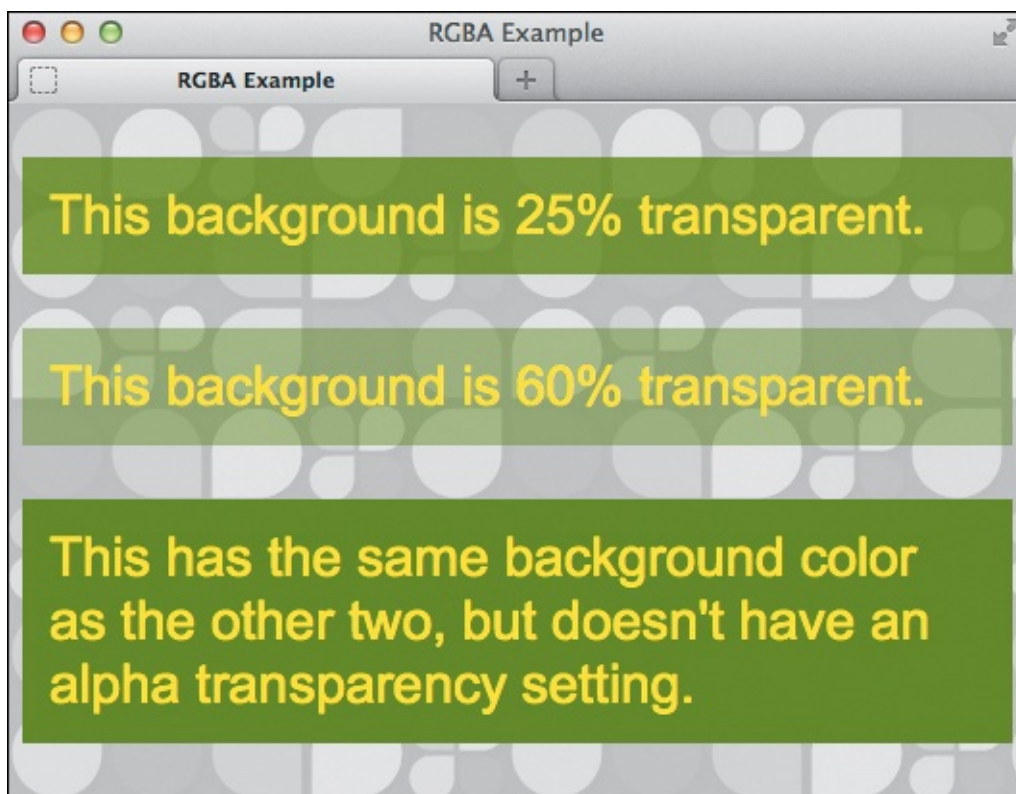 RGBA Example
RGBA Example
This background is 25% transparent.
This background is 60% transparent.
This has the same background color
as the other two, but doesn't have an
alpha transparency setting.